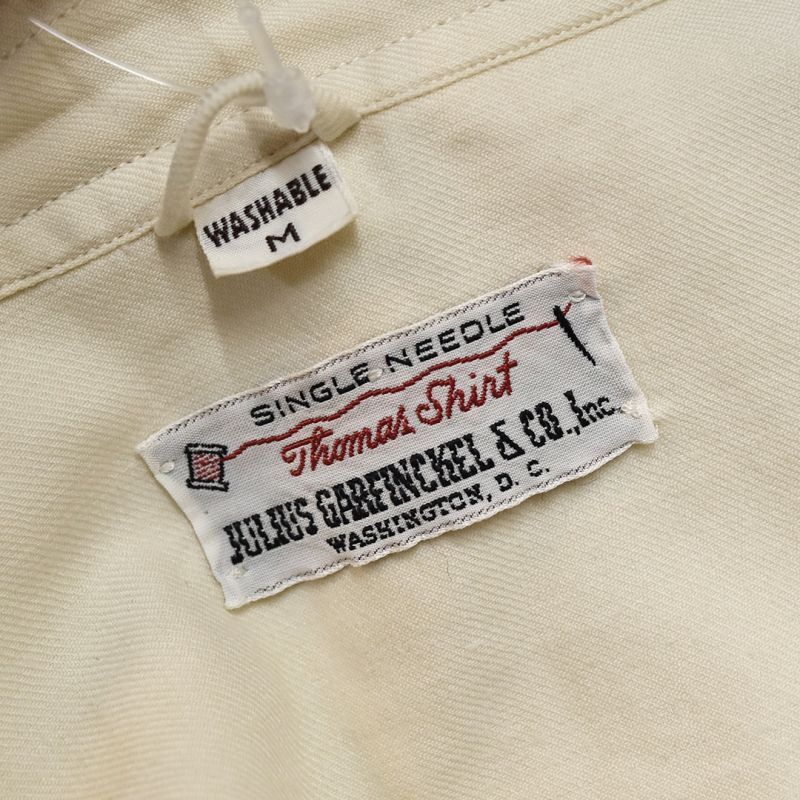 WASHABLE
M
SINGLE NEEDLE
Thomas Shirt
JULIUS GARFINCKEL & CO., Inc.
WASHINGTON, D. C.